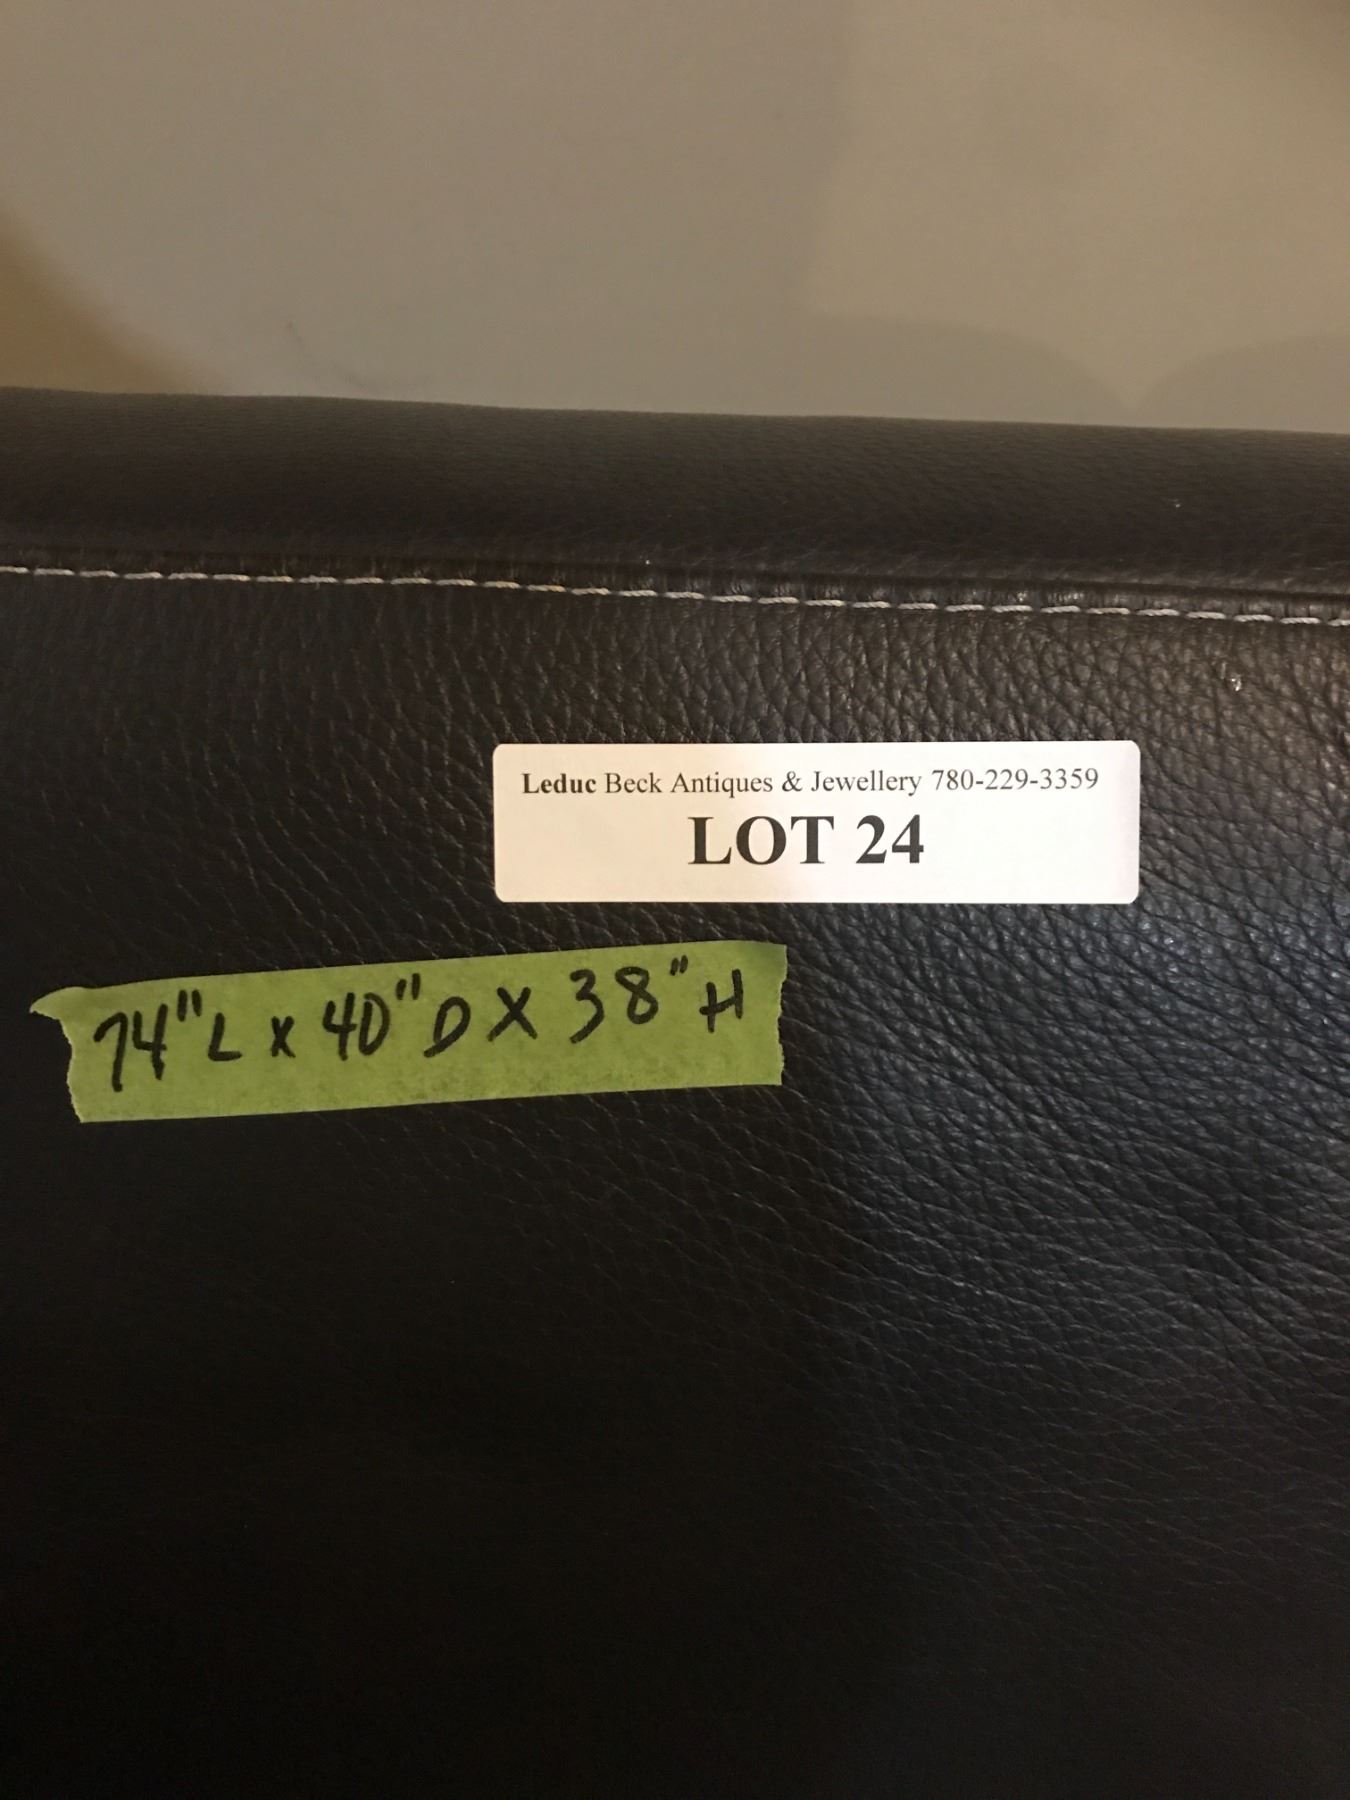 Leduc Beck Antiques & Jewellery 780-229-3359
LOT 24
74"L x 40"D X 38"H